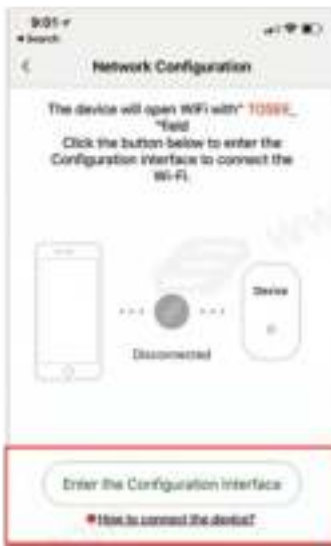 9:01
Search
Network Configuration
The device will open WiFi with" TOSEE_
"field
Click the button below to enter the
Configuration interface to connect the
Wi-Fi.
Device
Disconnected
Enter the Configuration Interface
How to connect the device?